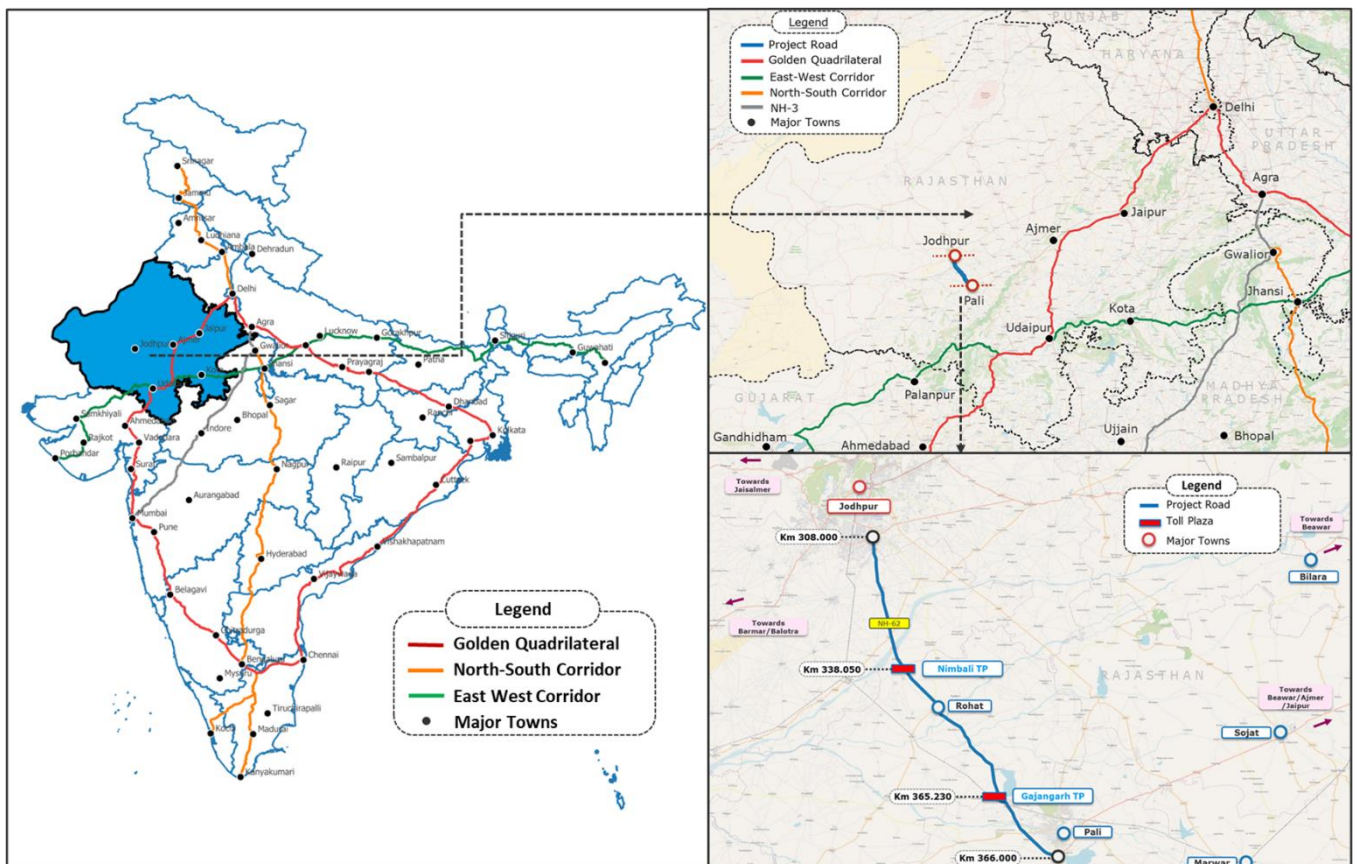 Srinagar
Jammu
Amritsar
Ludhiana
Ambala
Dehradun
Delhi
Agra
Jaipur
Lucknow
Gorakhpur
Siliguri
Jodhpur
Ajmer
Gwalior
Guwahati
Prayagraj
Patna
Jhansi
Samkhiyali
Sagar
Dhanbad
Ahmedabad
Bhopal
Ranchi
Rajkot
Vadodara
Indore
Kolkata
Porbandar
Surat
Nagpur
Raipur
Sambalpur
Aurangabad
Cuttack
Mumbai
Pune
Hyderabad
Vishakhapatnam
Belagavi
Vijaywada
Chitradurga
Bengaluru
Chennai
Mysuru
Tiruchirapalli
Kochi
Madurai
Kanyakumari
Legend
Golden Quadrilateral
North-South Corridor
East West Corridor
Major Towns
Legend
Project Road
Golden Quadrilateral
East-West Corridor
North-South Corridor
NH-3
Major Towns
PUNJAB
HARYANA
Delhi
UTTAR
PRADESH
RAJASTHAN
Agra
Jaipur
Ajmer
Jodhpur
Gwalior
Pali
Jhansi
Udaipur
Kota
MADHYA
PRADESH
GUJARAT
Palanpur
Gandhidham
Ahmedabad
Ujjain
Bhopal
Towards
Jaisalmer
Jodhpur
Km 308.000
Legend
Project Road
Toll Plaza
Major Towns
Towards
Beawar
Bilara
Towards
Barmar/Balotra
NH-62
Km 338.050
Nimbali TP
RAJASTHAN
Rohat
Towards
Beawar/Ajmer
/Jaipur
Sojat
Km 365.230
Gajangarh TP
Pali
Km 366.000
Marwar